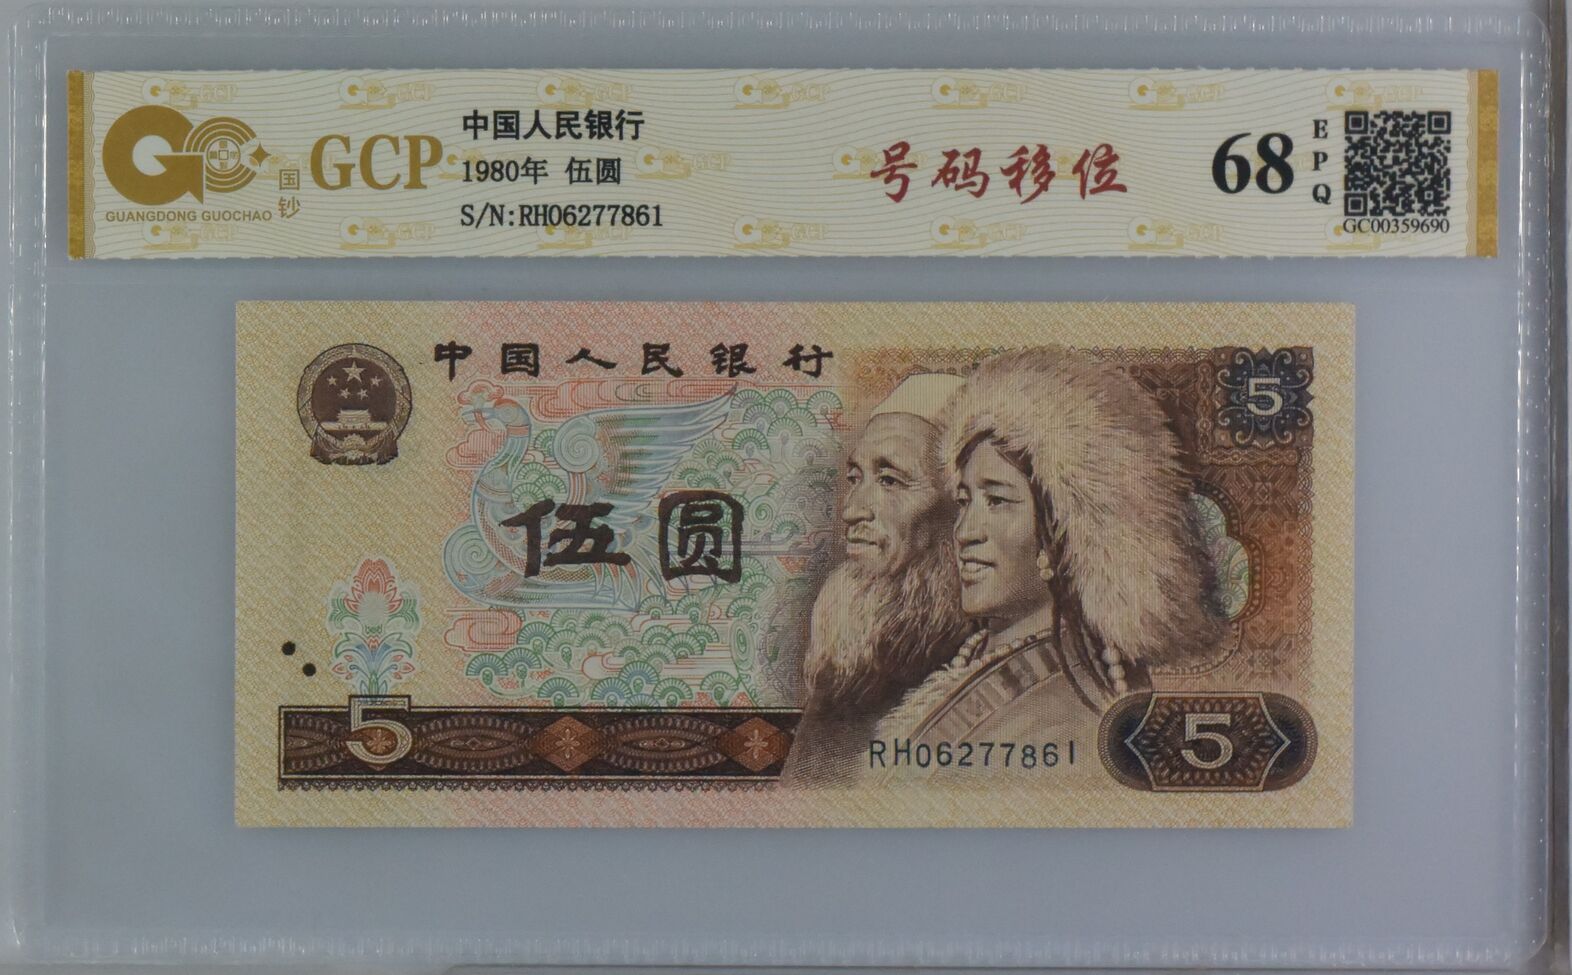 GCP
GUANGDONG GUOCHAO
国钞
中国人民银行
1980年 伍圆
S/N:RH06277861
号码移位
68
EPQ
GC00359690
中国人民银行
5
伍圆
5
RH06277861
5